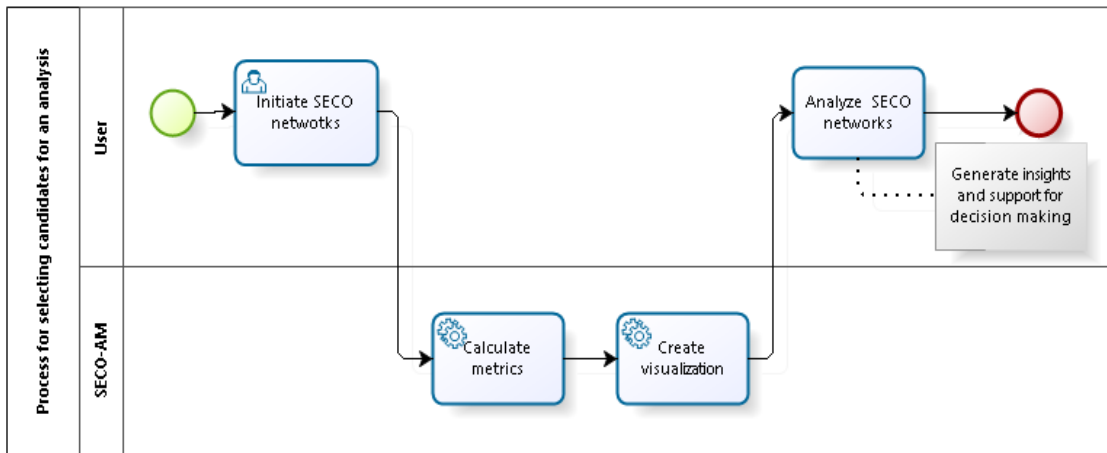 Process for selecting candidates for an analysis
User
Initiate SECO
networks
Analyze SECO
networks
Generate insights
and support for
decision making
SECO-AM
Calculate
metrics
Create
visualization